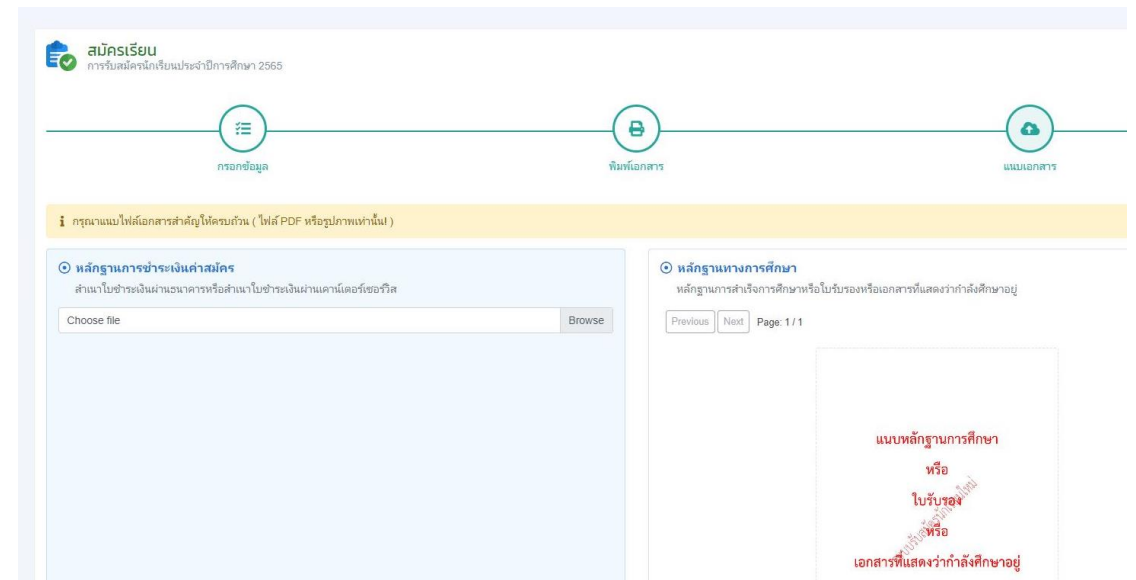 สมัครเรียน
การรับสมัครนักเรียนประจำปีการศึกษา 2565
กรอกข้อมูล
พิมพ์เอกสาร
แนบเอกสาร
กรุณาแนบไฟล์เอกสารสำคัญให้ครบถ้วน ( ไฟล์ PDF หรือรูปภาพเท่านั้น! )
หลักฐานการชำระเงินค่าสมัคร
สำเนาใบชำระเงินผ่านธนาคารหรือสำเนาใบชำระเงินผ่านเคาน์เตอร์เซอร์วิส
Choose file
Browse
หลักฐานทางการศึกษา
หลักฐานการสำเร็จการศึกษาหรือใบรับรองหรือเอกสารที่แสดงว่ากำลังศึกษาอยู่
Previous Next Page: 1 / 1
แนบหลักฐานการศึกษา
หรือ
ใบรับรอง
หรือ
เอกสารที่แสดงว่ากำลังศึกษาอยู่